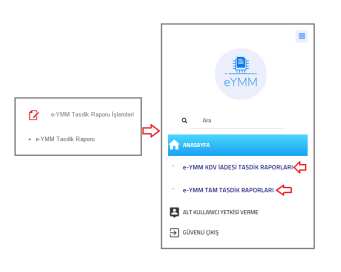 e-YMM Tasdik Raporu İşlemleri
e-YMM Tasdik Raporu
eYMM
Ara
ANASAYFA
e-YMM KDV İADESİ TASDİK RAPORLARI
e-YMM TAM TASDİK RAPORLARI
ALT KULLANICI YETKİSİ VERME
GÜVENLİ ÇIKIŞ